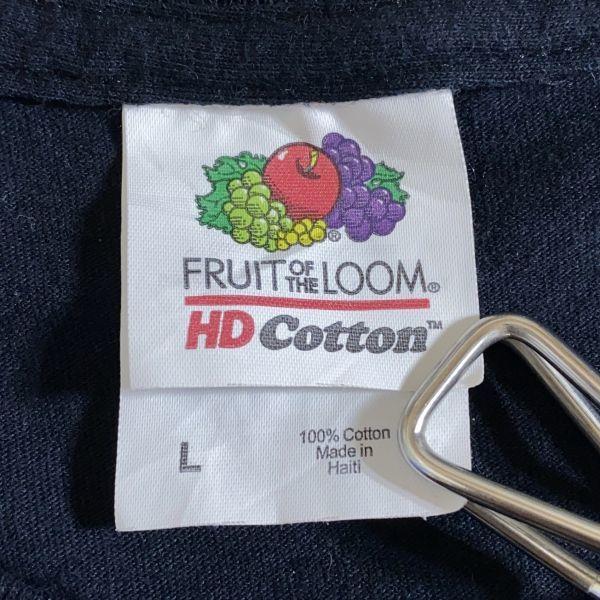 ®
FRUIT OF THE LOOM®
HD Cotton™
L
100% Cotton
Made in
Haiti